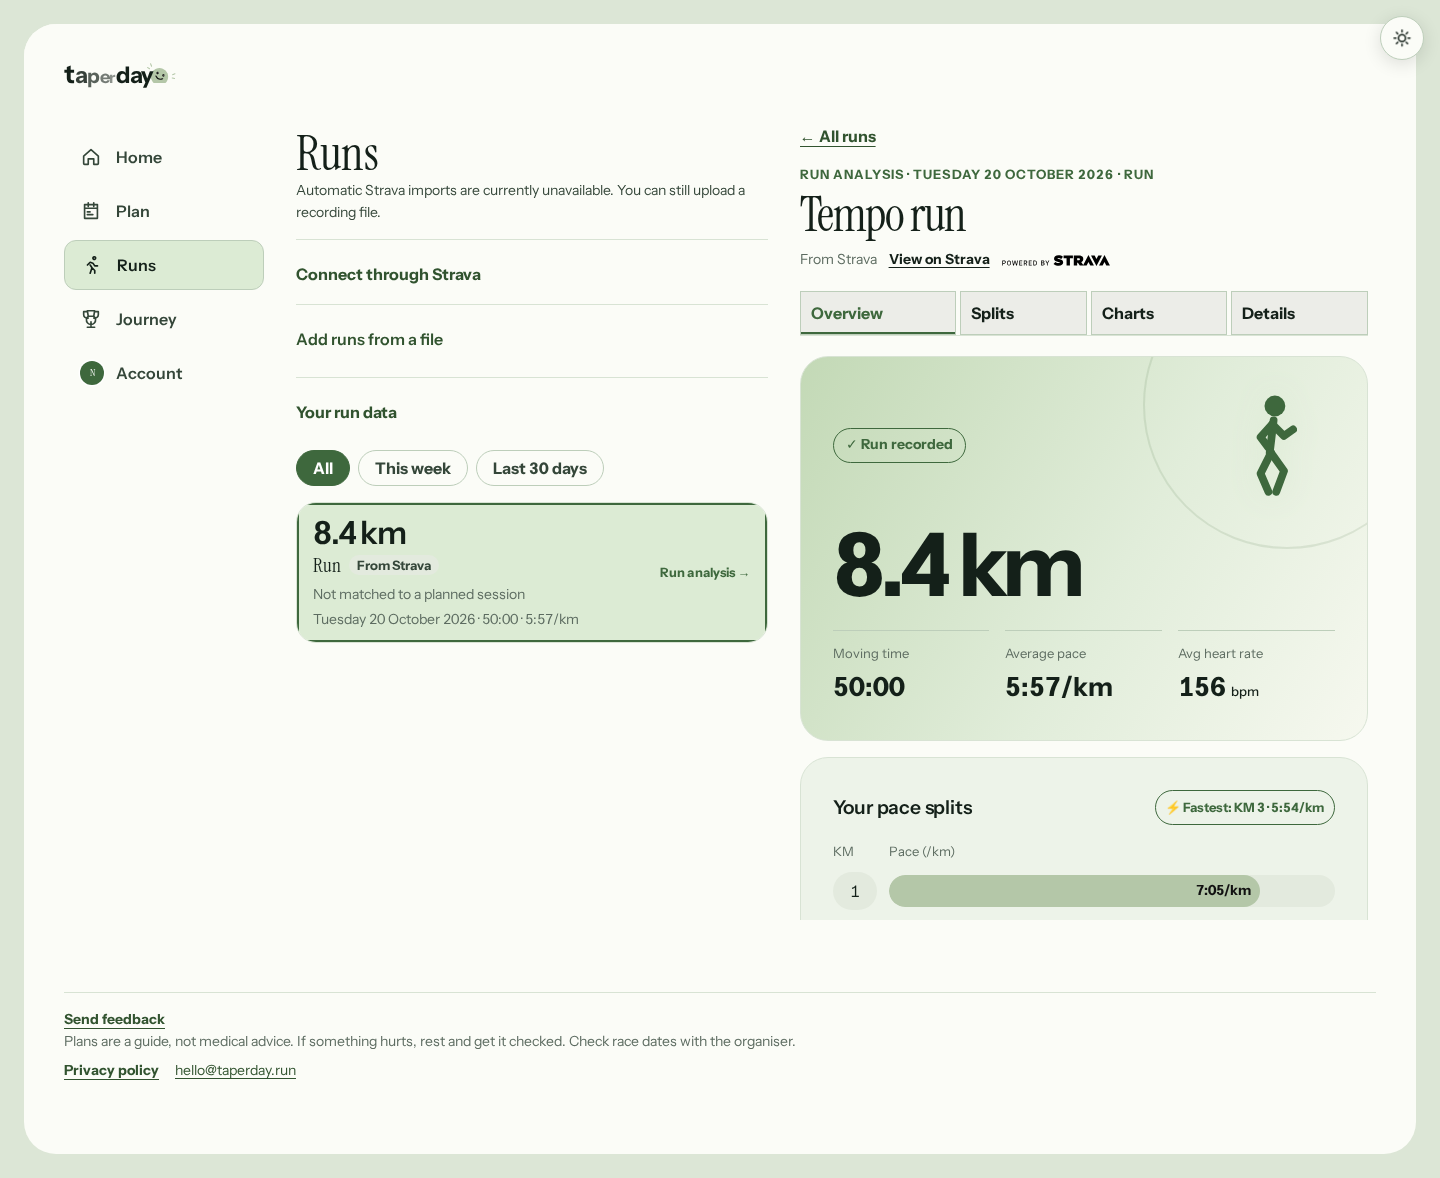 taperday
Home
Plan
Runs
Journey
N
Account
Runs
Automatic Strava imports are currently unavailable. You can still upload a
recording file.
Connect through Strava
Add runs from a file
Your run data
All
This week
Last 30 days
8.4 km
Run
From Strava
Run analysis →
Not matched to a planned session
Tuesday 20 October 2026 · 50:00 · 5:57/km
← All runs
RUN ANALYSIS · TUESDAY 20 OCTOBER 2026 · RUN
Tempo run
From Strava
View on Strava
POWERED BY STRAVA
Overview
Splits
Charts
Details
✓ Run recorded
8.4 km
Moving time
50:00
Average pace
5:57/km
Avg heart rate
156 bpm
Your pace splits
⚡ Fastest: KM 3 · 5:54/km
KM
Pace (/km)
1
7:05/km
Send feedback
Plans are a guide, not medical advice. If something hurts, rest and get it checked. Check race dates with the organiser.
Privacy policy
hello@taperday.run